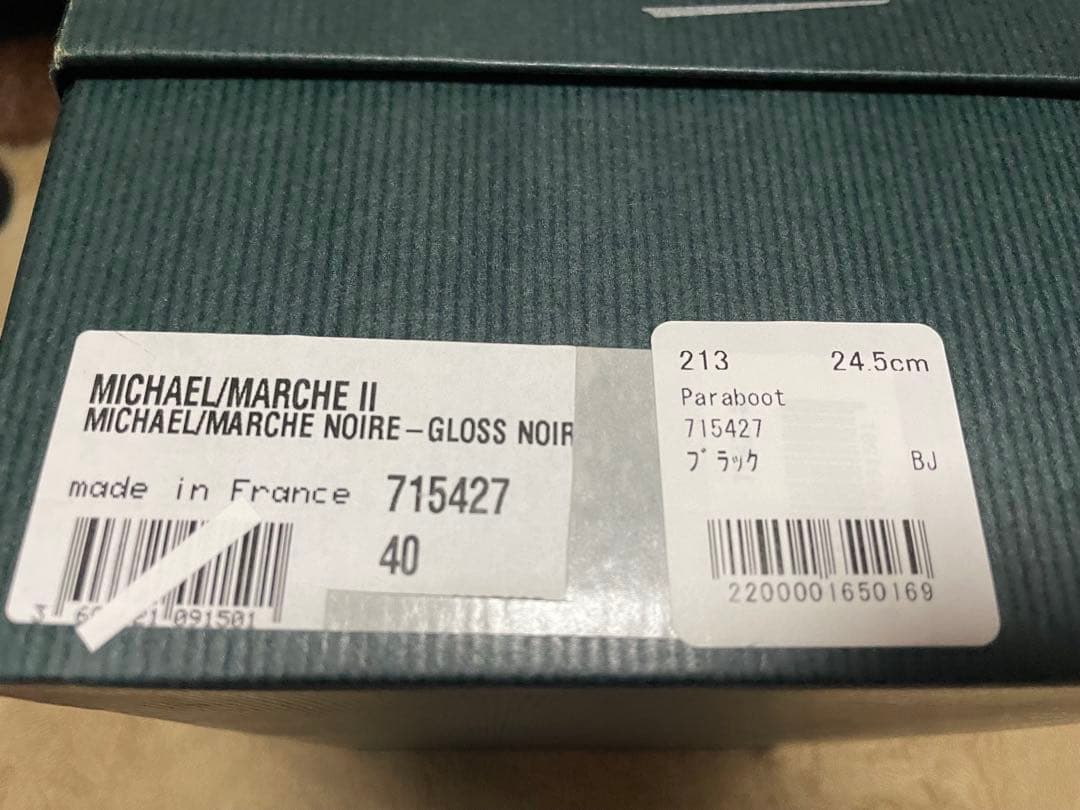 MICHAEL/MARCHE II
MICHAEL/MARCHE NOIRE-GLOSS NOIR
made in France 715427
40
091501
213 24.5cm
Paraboot
715427
ブラック BJ
2200001650169